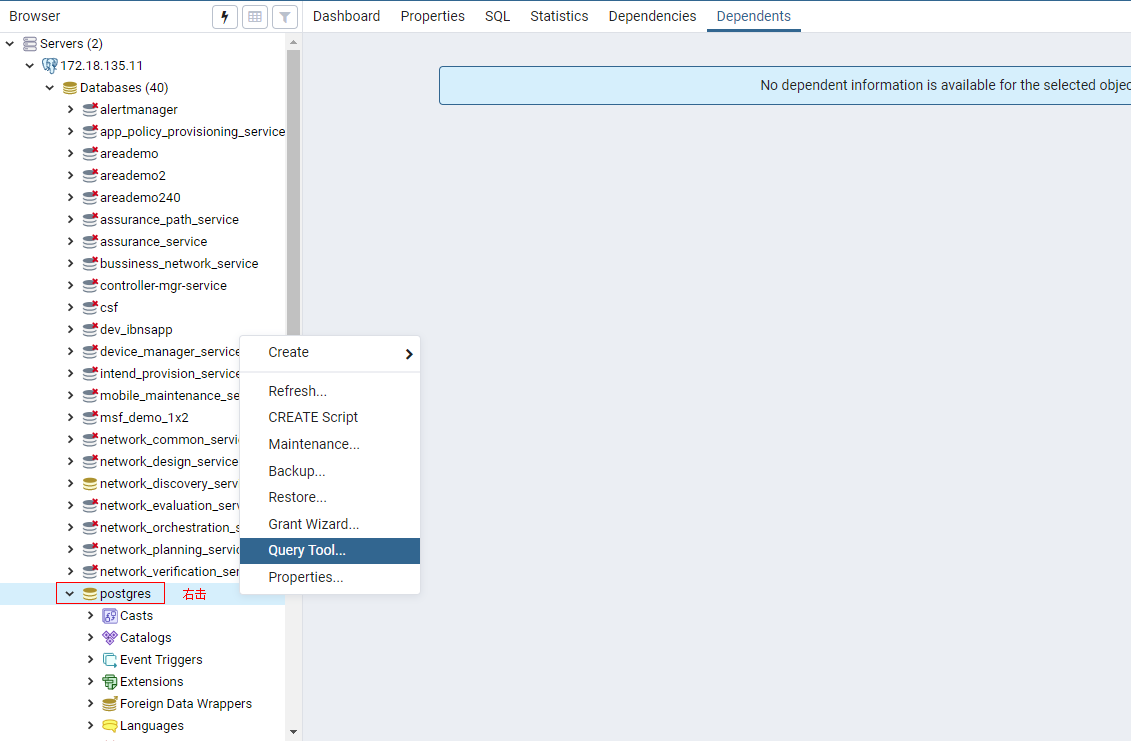 Browser
Dashboard Properties SQL Statistics Dependencies Dependents
No dependent information is available for the selected objec
Servers (2)
172.18.135.11
Databases (40)
alertmanager
app_policy_provisioning_service
areademo
areademo2
areademo240
assurance_path_service
assurance_service
bussiness_network_service
controller-mgr-service
csf
dev_ibnsapp
device_manager_service
intend_provision_service
mobile_maintenance_se
msf_demo_1x2
network_common_servi
network_design_service
network_discovery_serv
network_evaluation_serv
network_orchestration_s
network_planning_servic
network_verification_ser
postgres 右击
Casts
Catalogs
Event Triggers
Extensions
Foreign Data Wrappers
Languages
Create
Refresh...
CREATE Script
Maintenance...
Backup...
Restore...
Grant Wizard...
Query Tool...
Properties...